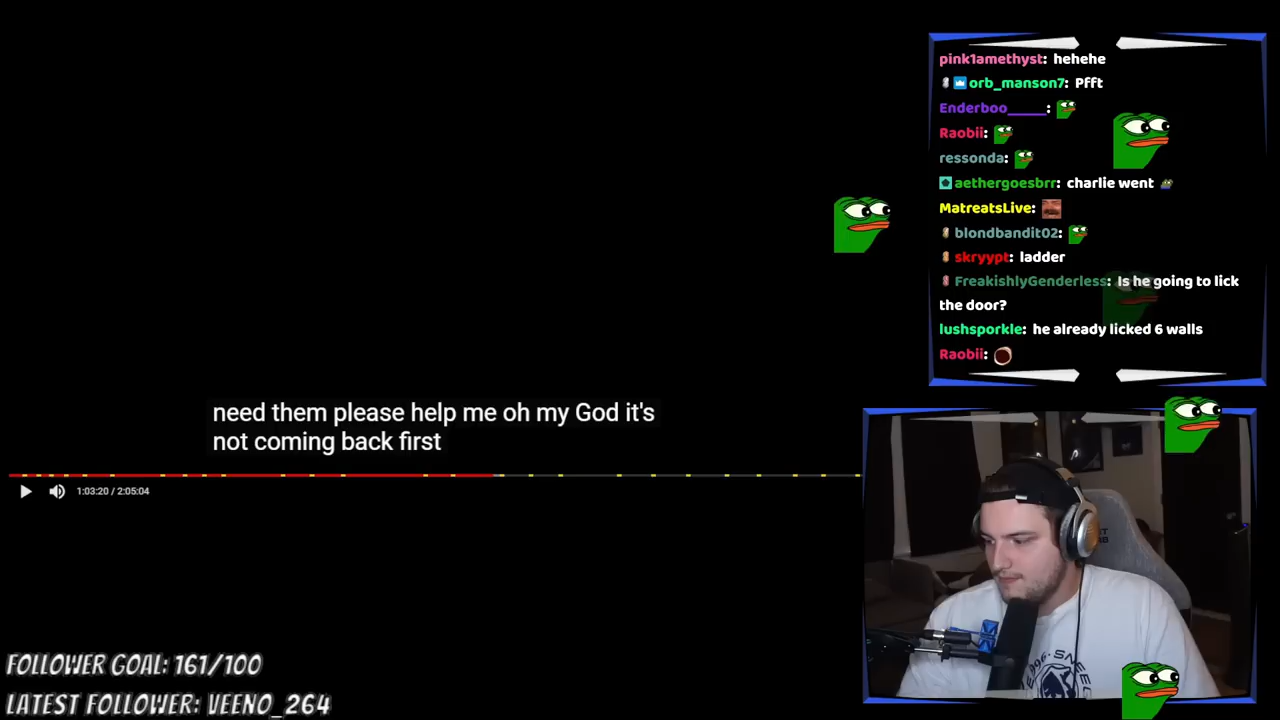 pink1amethyst: hehehe
orb_manson7: Pfft
Enderboo_____:
Raobii:
ressonda:
aethergoesbrr: charlie went
MatreatsLive:
blondbandit02:
skryypt: ladder
FreakishlyGenderless: Is he going to lick
the door?
lushsporkle: he already licked 6 walls
Raobii:
need them please help me oh my God it's
not coming back first
1:03:20 / 2:05:04
FOLLOWER GOAL: 161/100
LATEST FOLLOWER: VEENO_264